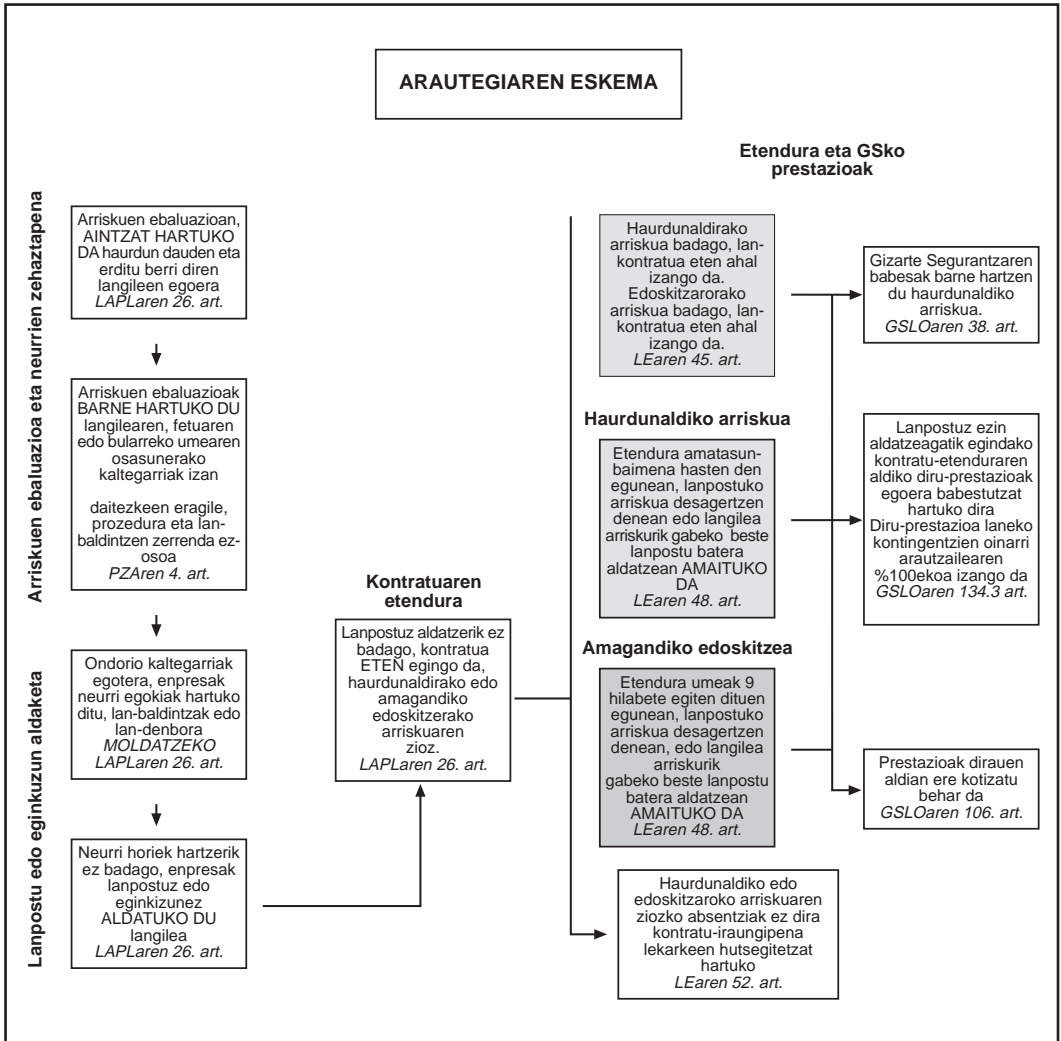 ARAUTEGIAREN ESKEMA
Arriskuen ebaluazioa eta neurrien zehaztapena
Arriskuen ebaluazioan,
AINTZAT HARTUKO
DA haurdun dauden eta
erditu berri diren
langileen egoera
LAPLaren 26. art.
Arriskuen ebaluazioak
BARNE HARTUKO DU
langilearen, fetuaren
edo bularreko umearen
osasunerako
kaltegarriak izan
daitezkeen eragile,
prozedura eta lan-
baldintzen zerrenda ez-
osoa
PZAren 4. art.
Lanpostu edo eginkuzun aldaketa
Ondorio kaltegarriak
egotera, enpresak
neurri egokiak hartuko
ditu, lan-baldintzak edo
lan-denbora
MOLDATZEKO
LAPLaren 26. art.
Neurri horiek hartzerik
ez badago, enpresak
lanpostuz edo
eginkizunez
ALDATUKO DU
langilea
LAPLaren 26. art.
Kontratuaren
etendura
Lanpostuz aldatzerik ez
badago, kontratua
ETEN egingo da,
haurdunaldirako edo
amagandiko
edoskitzerako
arriskuaren
zioz.
LAPLaren 26. art.
Etendura eta GSko
prestazioak
Haurdunaldirako
arriskua badago, lan-
kontratua eten ahal
izango da.
Edoskitzarorako
arriskua badago, lan-
kontratua eten ahal
izango da.
LEaren 45. art.
Haurdunaldiko arriskua
Etendura amatasun-
baimena hasten den
egunean, lanpostuko
arriskua desagertzen
denean edo langilea
arriskurik gabeko beste
lanpostu batera
aldatzean AMAITUKO
DA
LEaren 48. art.
Amagandiko edoskitzea
Etendura umeak 9
hilabete egiten dituen
egunean, lanpostuko
arriskua desagertzen
denean, edo langilea
arriskurik
gabeko beste lanpostu
batera aldatzean
AMAITUKO DA
LEaren 48. art.
Haurdunaldiko edo
edoskitzaroko arriskuaren
ziozko absentziak ez dira
kontratu-iraungipena
lekarkeen hutsegitetzat
hartuko
LEaren 52. art.
Gizarte Segurantzaren
babesak barne hartzen
du haurdunaldiko
arriskua.
GSLOaren 38. art.
Lanpostuz ezin
aldatzeagatik egindako
kontratu-etenduraren
aldiko diru-prestazioak
egoera babestutzat
hartuko dira
Diru-prestazioa laneko
kontingentzien oinarri
arautzailearen
%100ekoa izango da
GSLOaren 134.3 art.
Prestazioak dirauen
aldian ere kotizatu
behar da
GSLOaren 106. art.